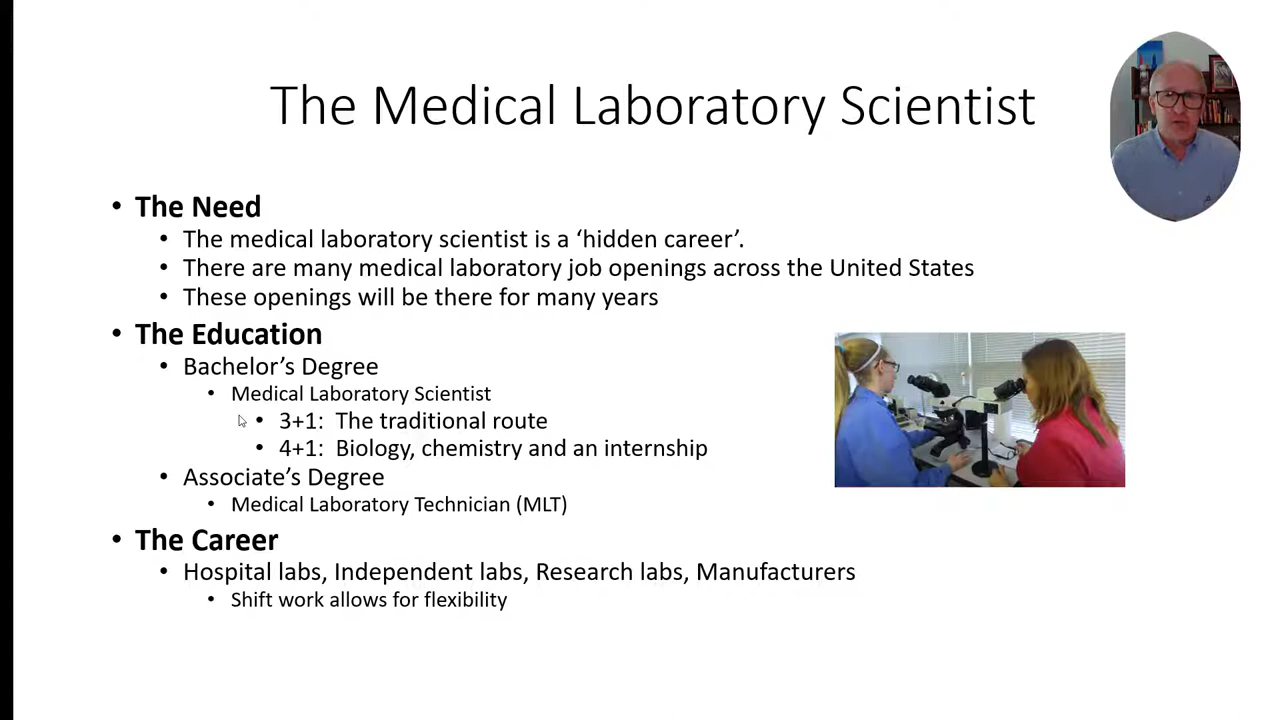 The Medical Laboratory Scientist
• The Need
• The medical laboratory scientist is a ‘hidden career’.
• There are many medical laboratory job openings across the United States
• These openings will be there for many years
• The Education
• Bachelor’s Degree
• Medical Laboratory Scientist
• 3+1: The traditional route
• 4+1: Biology, chemistry and an internship
• Associate’s Degree
• Medical Laboratory Technician (MLT)
• The Career
• Hospital labs, Independent labs, Research labs, Manufacturers
• Shift work allows for flexibility